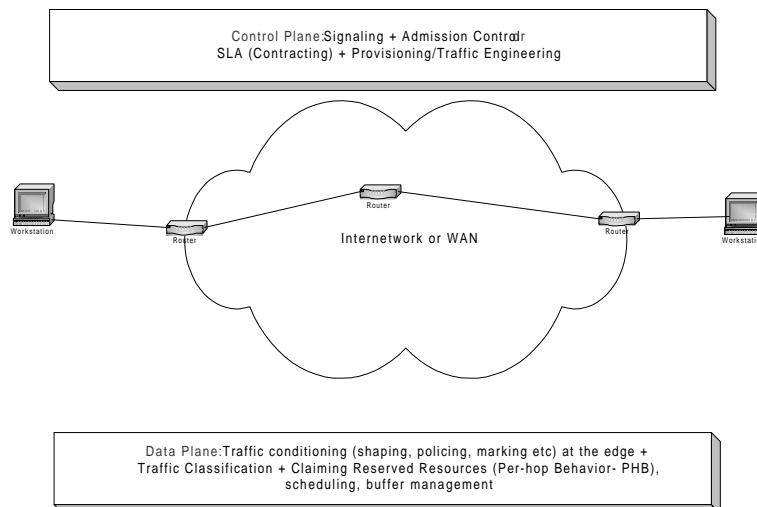 Control Plane:Signaling + Admission Control or
SLA (Contracting) + Provisioning/Traffic Engineering
Workstation
Router
Router
Internetwork or WAN
Router
Workstatio
Data Plane:Traffic conditioning (shaping, policing, marking etc) at the edge +
Traffic Classification + Claiming Reserved Resources (Per-hop Behavior- PHB),
scheduling, buffer management